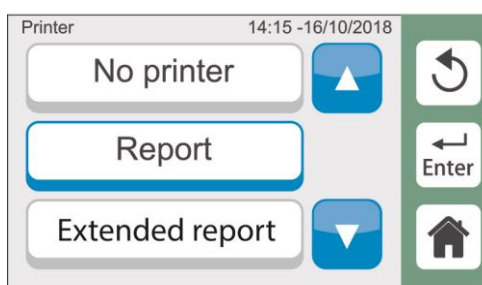 Printer 14:15 -16/10/2018
No printer
Report
Enter
Extended report